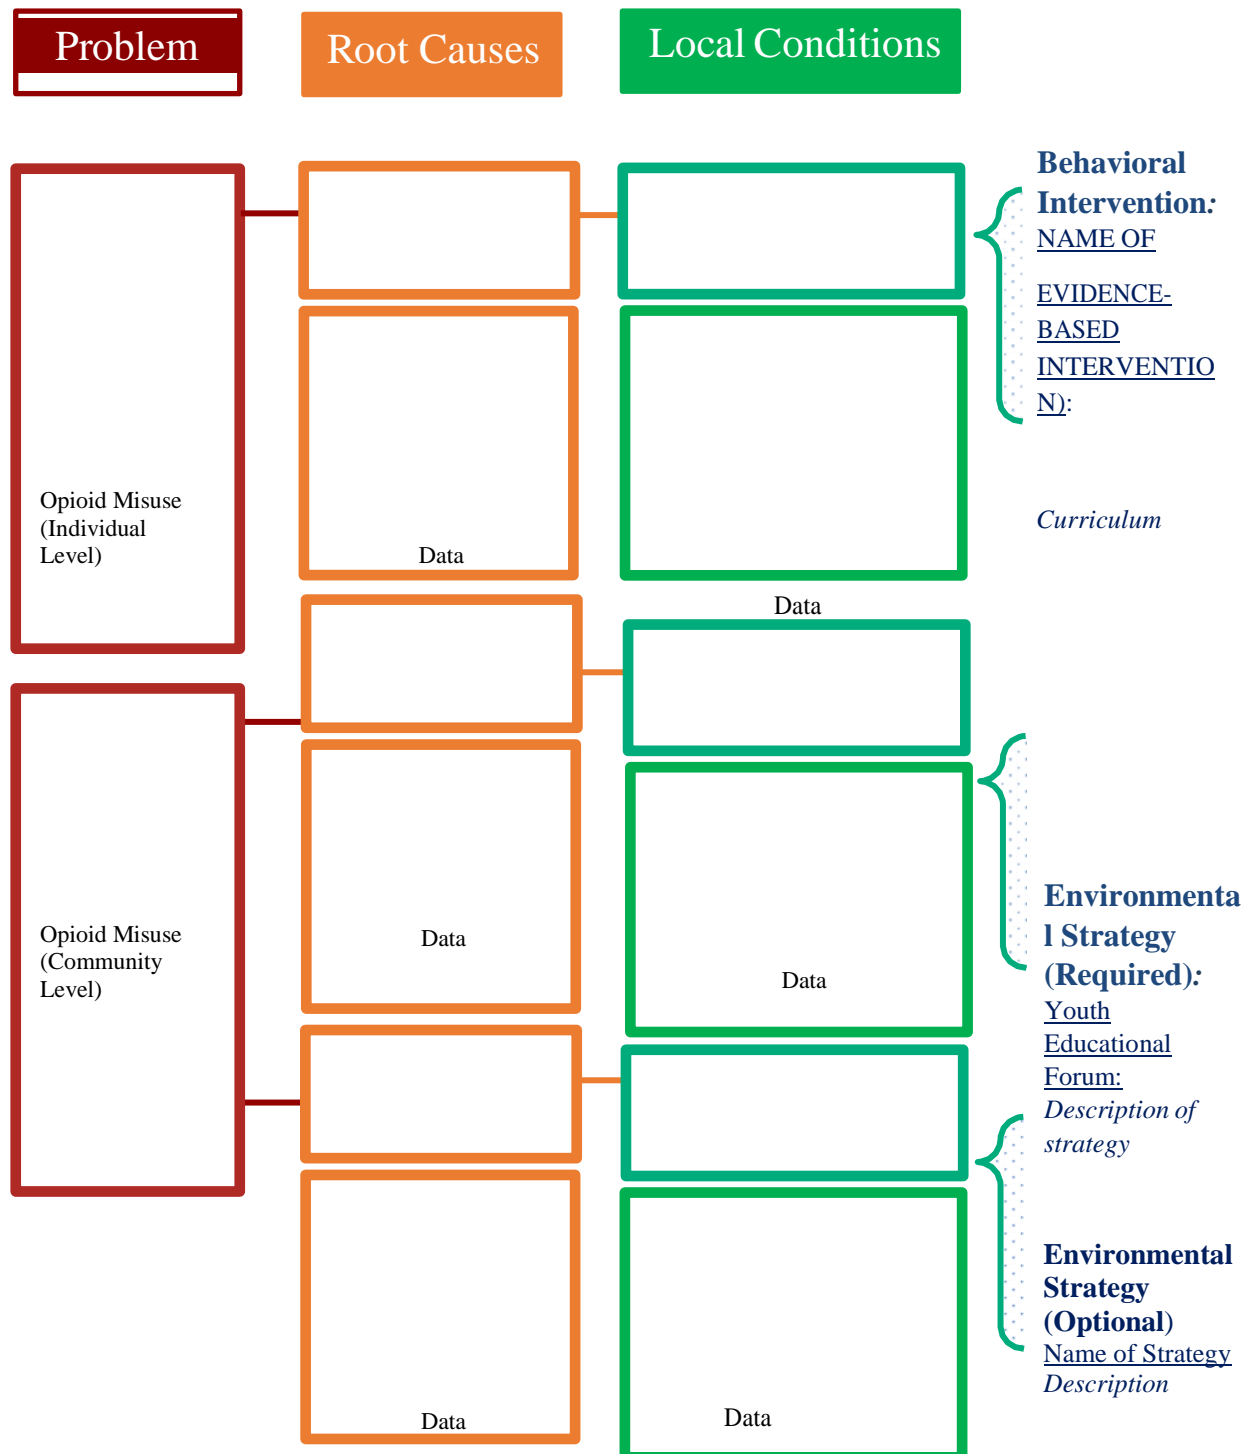 Problem
Root Causes
Local Conditions
Behavioral
Intervention:
NAME OF
EVIDENCE-
BASED
INTERVENTIO
N):
Curriculum
Opioid Misuse
(Individual
Level)
Data
Data
Opioid Misuse
(Community
Level)
Data
Data
Environmenta
l Strategy
(Required):
Youth
Educational
Forum:
Description of
strategy
Environmental
Strategy
(Optional)
Name of Strategy
Description
Data
Data